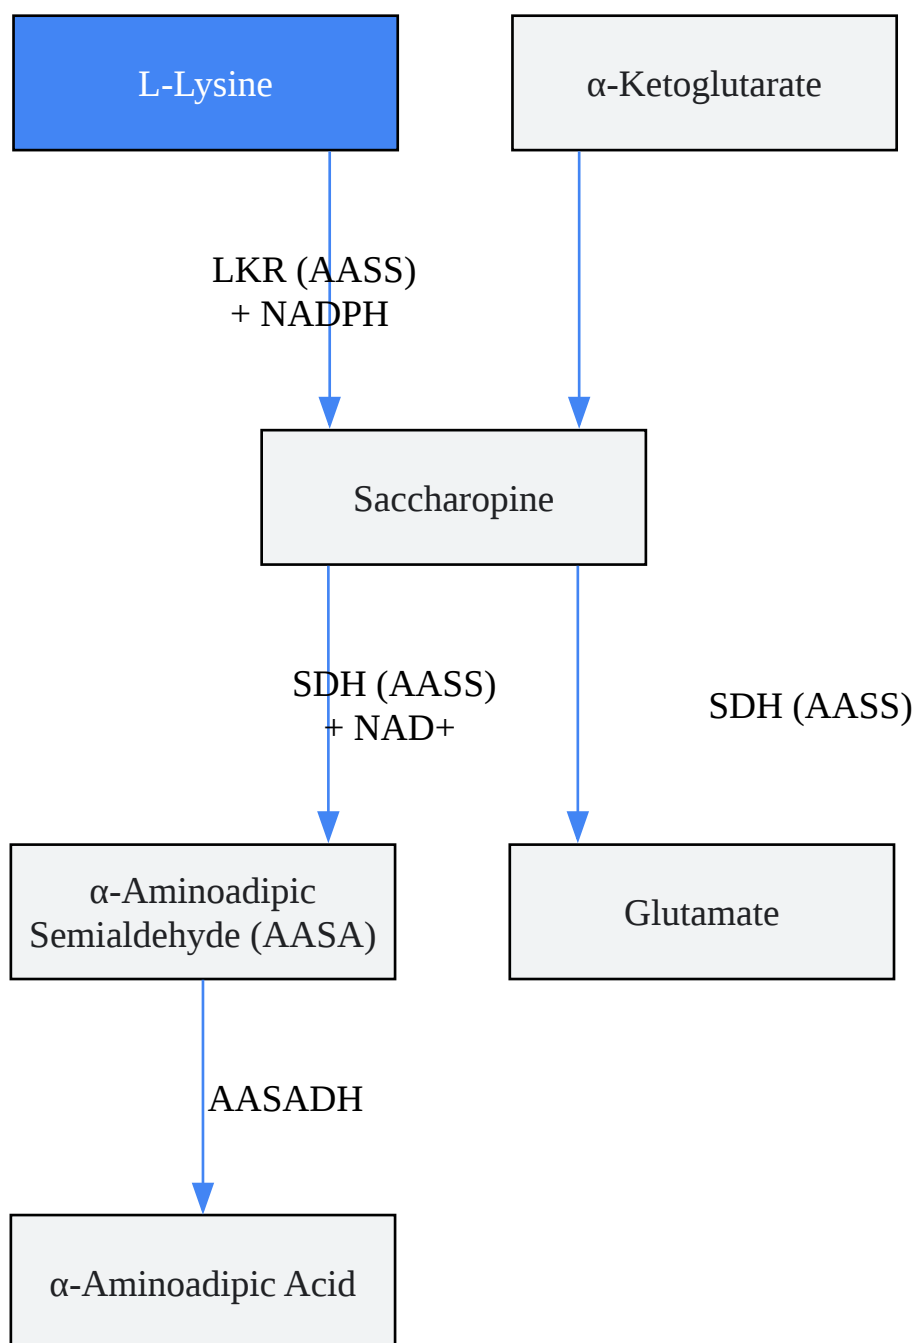 L-Lysine
α-Ketoglutarate
LKR (AASS)
+ NADPH
Saccharopine
SDH (AASS)
+ NAD+
SDH (AASS)
α-Aminoadipic
Semialdehyde (AASA)
Glutamate
AASADH
α-Aminoadipic Acid